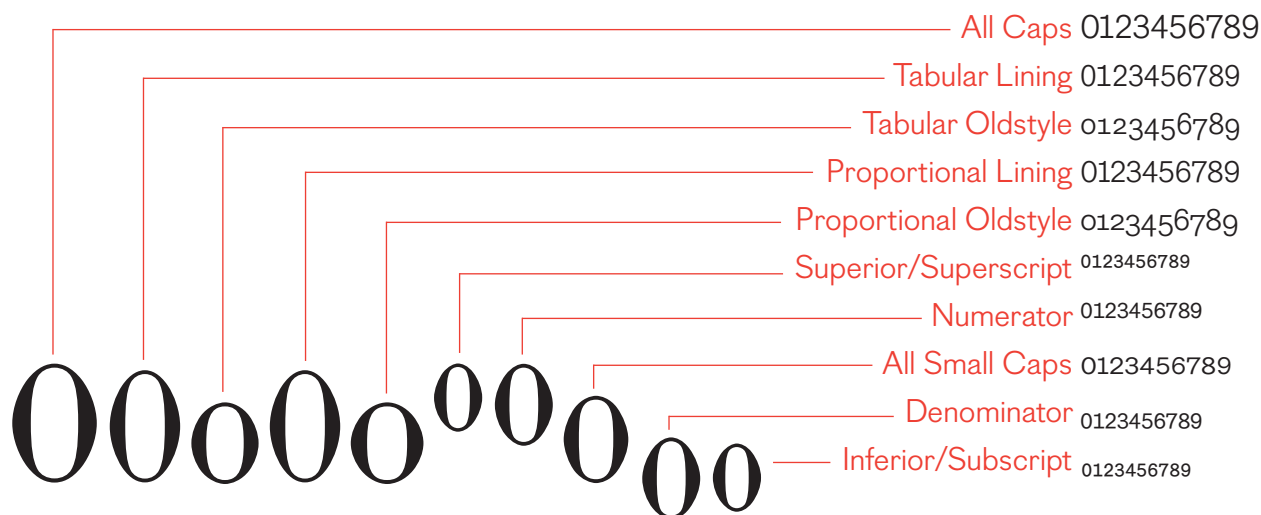 All Caps 0123456789
Tabular Lining 0123456789
Tabular Oldstyle 0123456789
Proportional Lining 0123456789
Proportional Oldstyle 0123456789
Superior/Superscript 0123456789
Numerator 0123456789
All Small Caps 0123456789
Denominator 0123456789
Inferior/Subscript 0123456789
0000000000